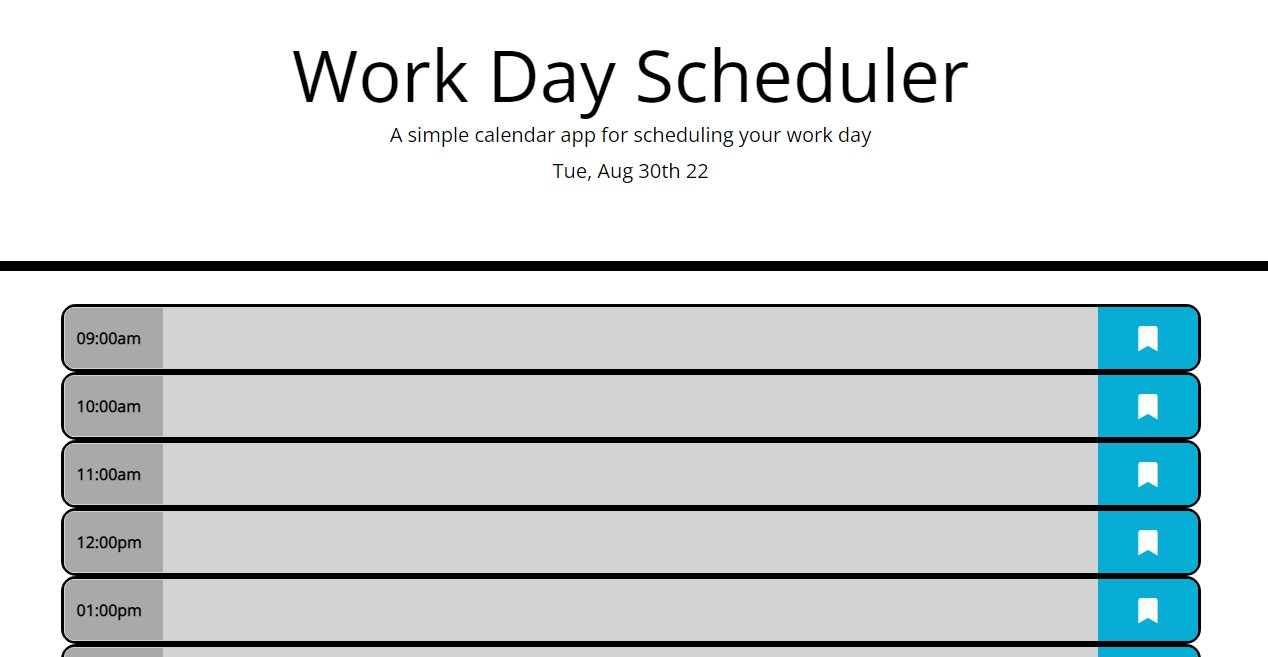 Work Day Scheduler
A simple calendar app for scheduling your work day
Tue, Aug 30th 22
09:00am
10:00am
11:00am
12:00pm
01:00pm